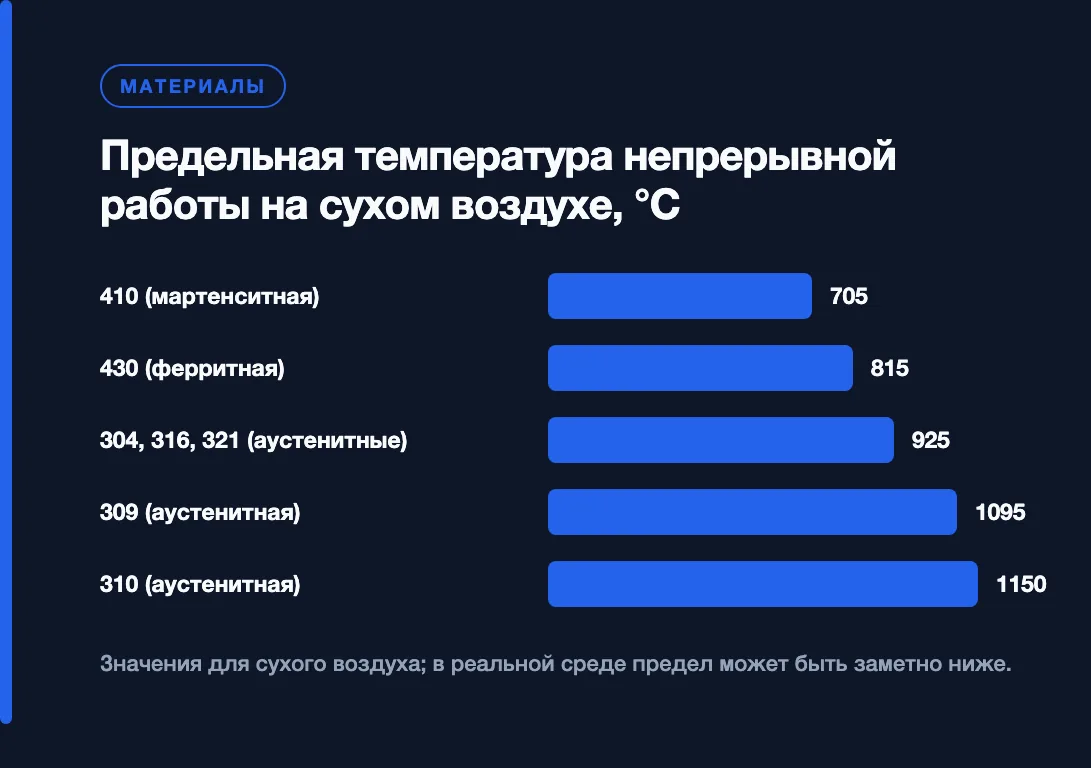 МАТЕРИАЛЫ
Предельная температура непрерывной
работы на сухом воздухе, °C
410 (мартенситная) 705
430 (ферритная) 815
304, 316, 321 (аустенитные) 925
309 (аустенитная) 1095
310 (аустенитная) 1150
Значения для сухого воздуха; в реальной среде предел может быть заметно ниже.